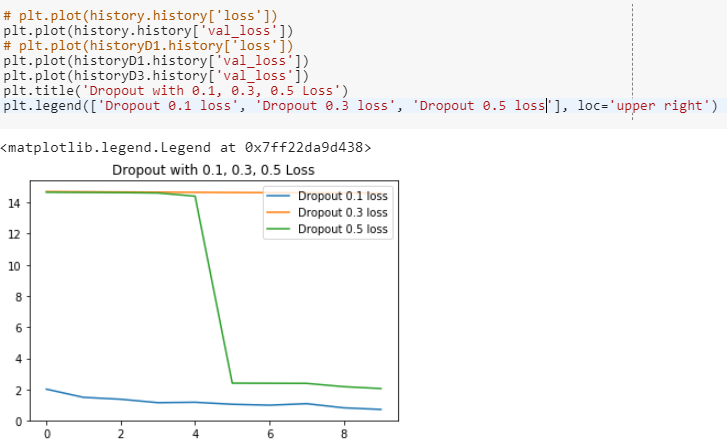 # plt.plot(history.history['loss'])
plt.plot(history.history['val_loss'])
# plt.plot(historyD1.history['loss'])
plt.plot(historyD1.history['val_loss'])
plt.plot(historyD3.history['val_loss'])
plt.title('Dropout with 0.1, 0.3, 0.5 Loss')
plt.legend(['Dropout 0.1 loss', 'Dropout 0.3 loss', 'Dropout 0.5 loss'], loc='upper right')
<matplotlib.legend.Legend at 0x7ff22da9d438>
Dropout with 0.1, 0.3, 0.5 Loss
Dropout 0.1 loss
Dropout 0.3 loss
Dropout 0.5 loss
14
12
10
8
6
4
2
0
0 2 4 6 8